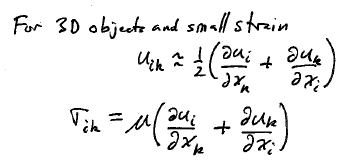 For 3D objects and small strain
u_ik ≈ 1/2 (∂u_i/∂x_k + ∂u_k/∂x_i)
σ_ik = μ (∂u_i/∂x_k + ∂u_k/∂x_i)